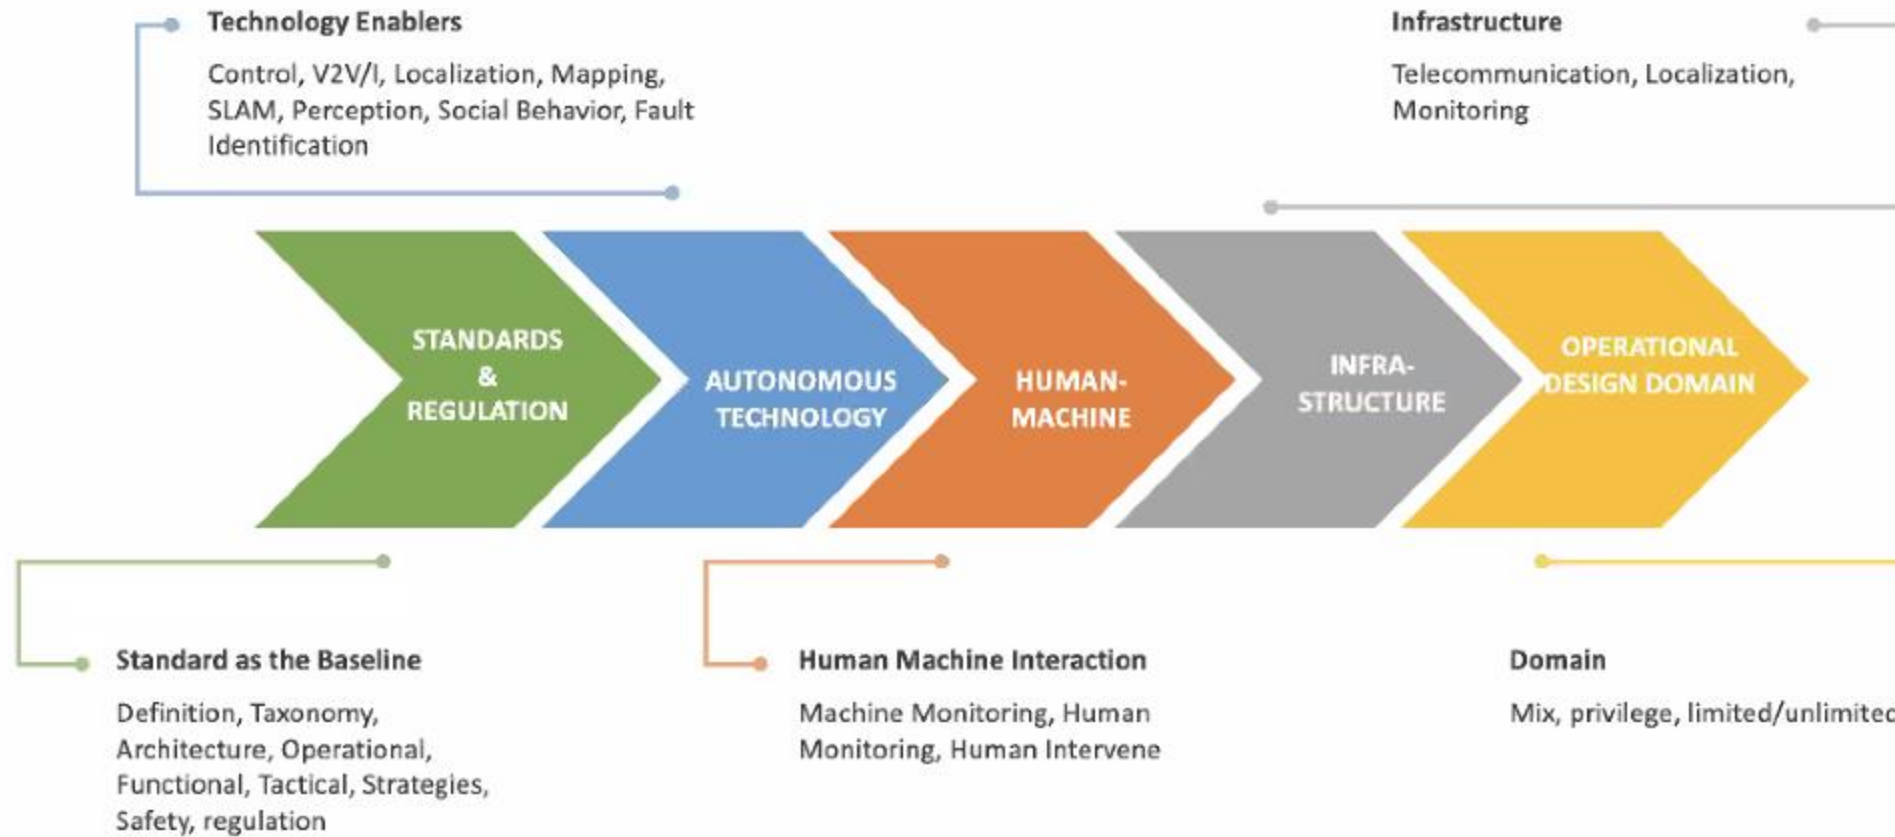 Technology Enablers
Control, V2V/I, Localization, Mapping,
SLAM, Perception, Social Behavior, Fault
Identification
Infrastructure
Telecommunication, Localization,
Monitoring
STANDARDS
&
REGULATION
AUTONOMOUS
TECHNOLOGY
HUMAN-
MACHINE
INFRA-
STRUCTURE
OPERATIONAL
DESIGN DOMAIN
Standard as the Baseline
Definition, Taxonomy,
Architecture, Operational,
Functional, Tactical, Strategies,
Safety, regulation
Human Machine Interaction
Machine Monitoring, Human
Monitoring, Human Intervene
Domain
Mix, privilege, limited/unlimited